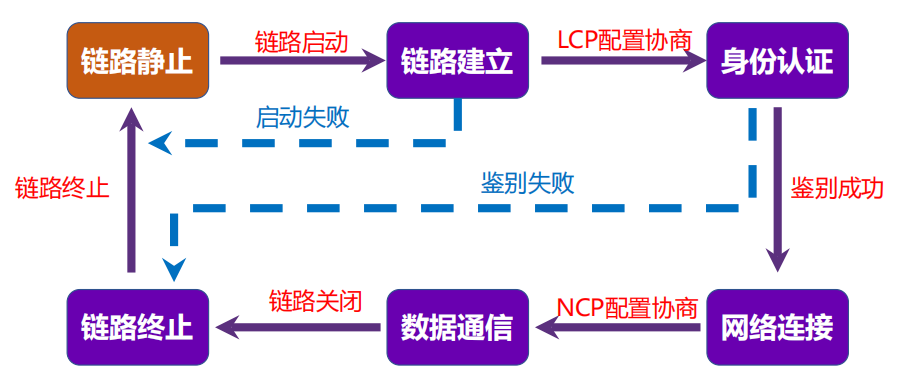 链路静止
链路启动
链路建立
LCP配置协商
身份认证
启动失败
链路终止
鉴别失败
鉴别成功
链路终止
链路关闭
数据通信
NCP配置协商
网络连接